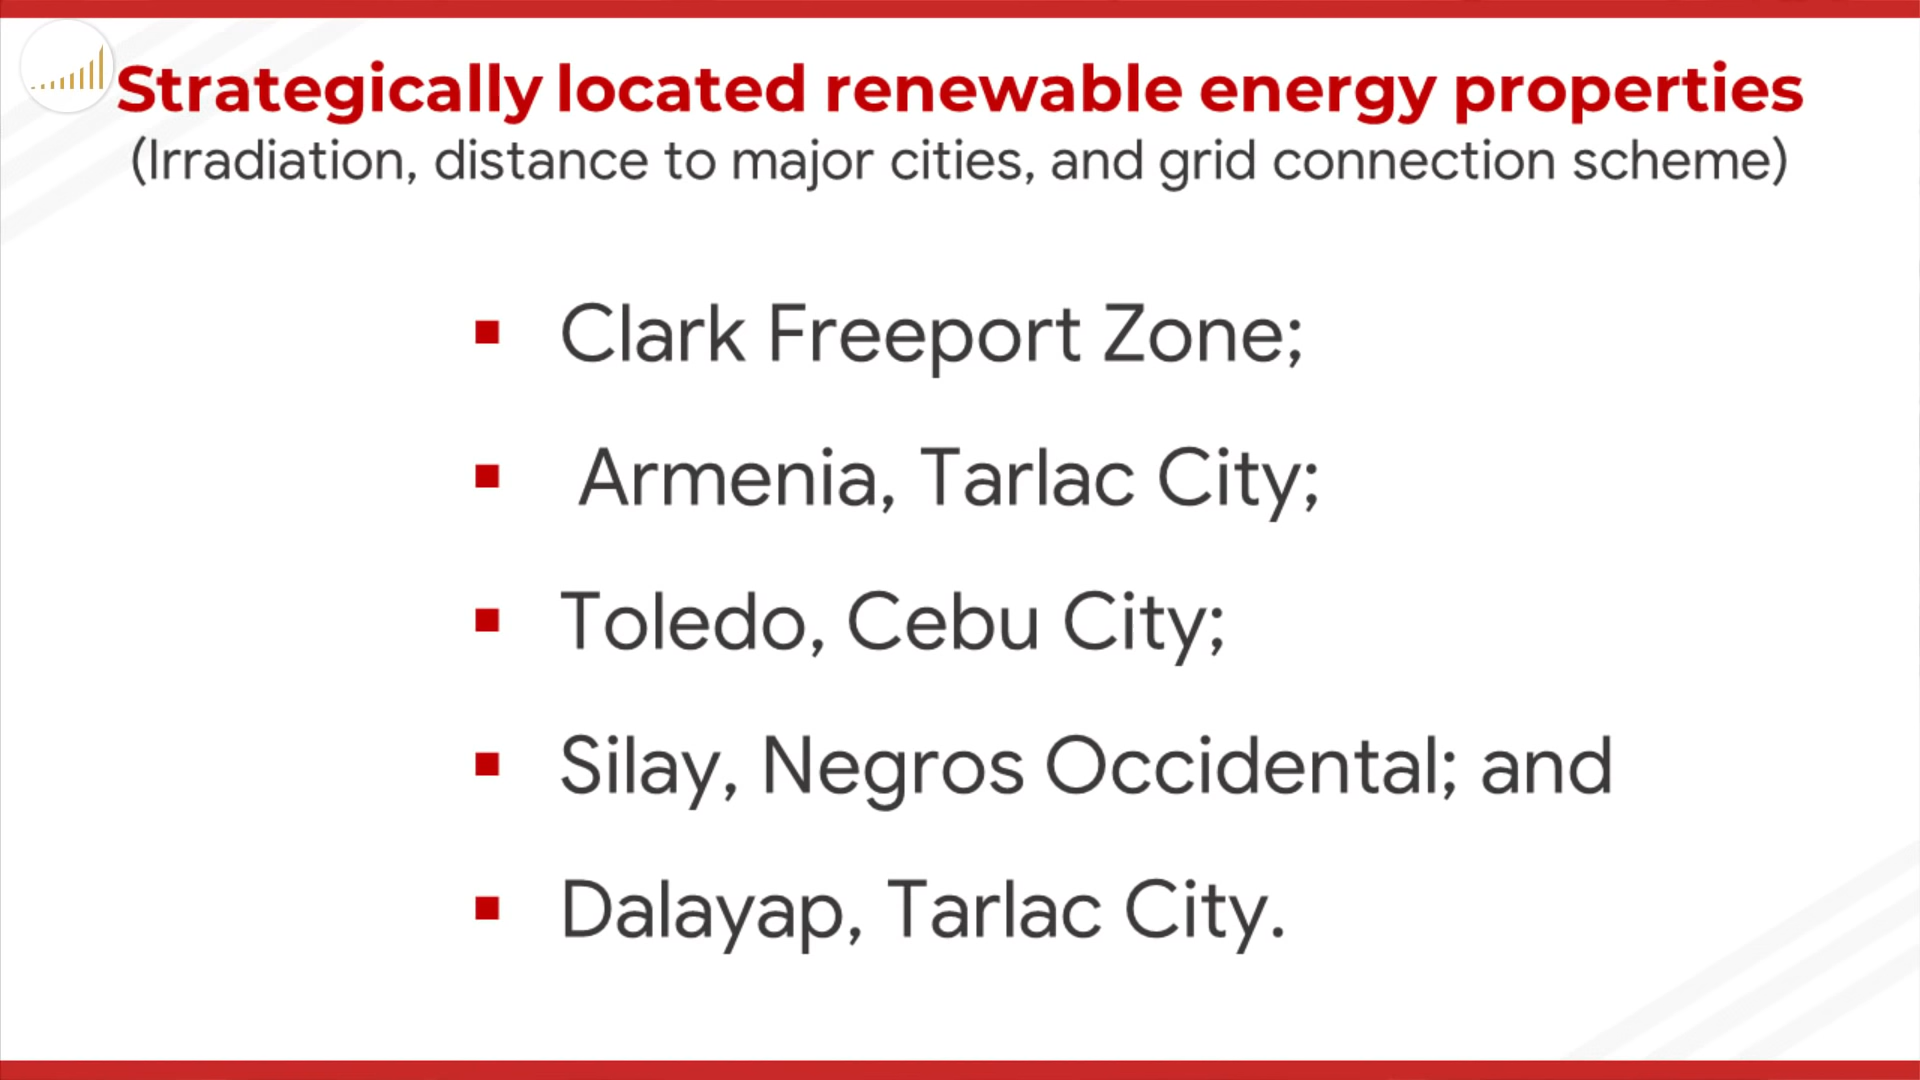 Strategically located renewable energy properties
(Irradiation, distance to major cities, and grid connection scheme)
▪ Clark Freeport Zone;
▪ Armenia, Tarlac City;
▪ Toledo, Cebu City;
▪ Silay, Negros Occidental; and
▪ Dalayap, Tarlac City.